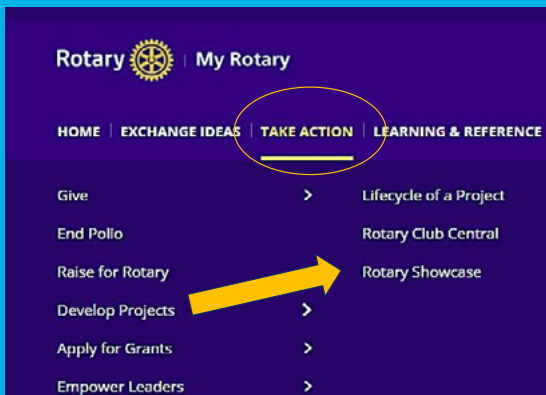 Rotary | My Rotary
HOME | EXCHANGE IDEAS | TAKE ACTION | LEARNING & REFERENCE
Give > Lifecycle of a Project
End Polio Rotary Club Central
Raise for Rotary Rotary Showcase
Develop Projects >
Apply for Grants >
Empower Leaders >